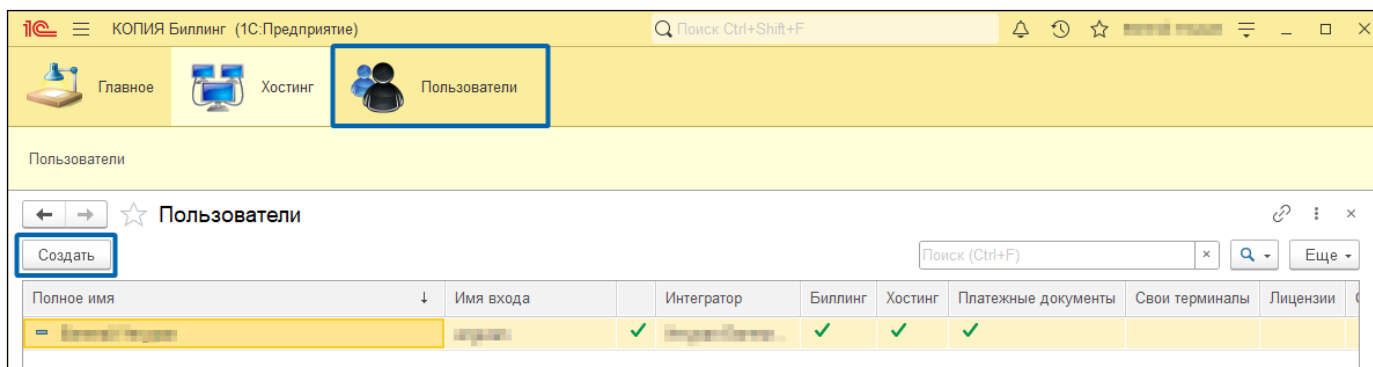 1С КОПИЯ Биллинг (1С:Предприятие) Поиск Ctrl+Shift+F
Главное Хостинг Пользователи
Пользователи
Пользователи
Создать Поиск (Ctrl+F) × Еще
Полное имя ↓ Имя входа Интегратор Биллинг Хостинг Платежные документы Свои терминалы Лицензии